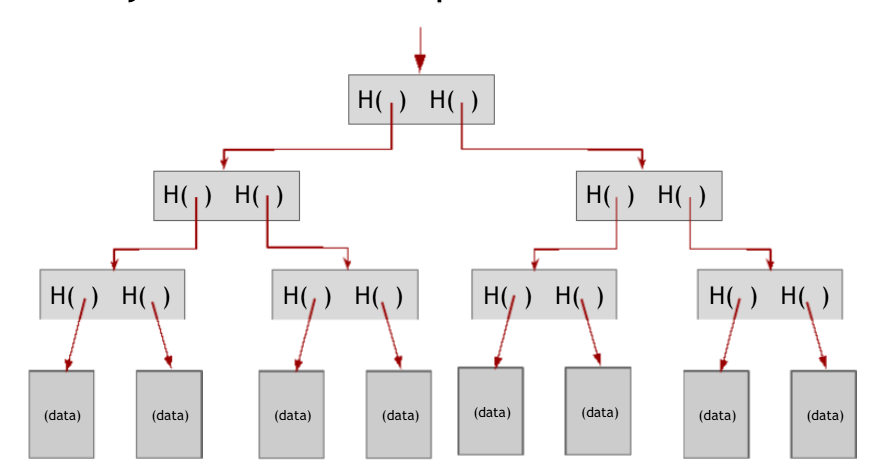 H( ) H( )
H( ) H( ) H( ) H( )
H( ) H( ) H( ) H( ) H( ) H( ) H( ) H( )
(data) (data) (data) (data) (data) (data) (data) (data)